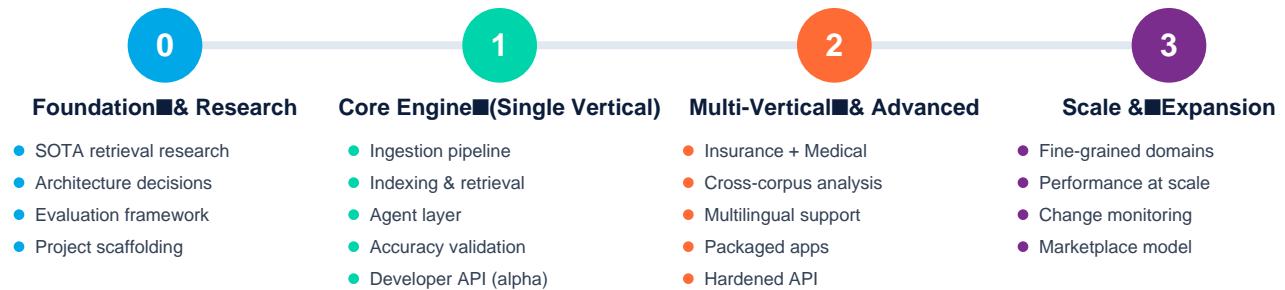 0
1
2
3
Foundation■& Research
Core Engine■(Single Vertical)
Multi-Vertical■& Advanced
Scale &■Expansion
SOTA retrieval research
Architecture decisions
Evaluation framework
Project scaffolding
Ingestion pipeline
Indexing & retrieval
Agent layer
Accuracy validation
Developer API (alpha)
Insurance + Medical
Cross-corpus analysis
Multilingual support
Packaged apps
Hardened API
Fine-grained domains
Performance at scale
Change monitoring
Marketplace model